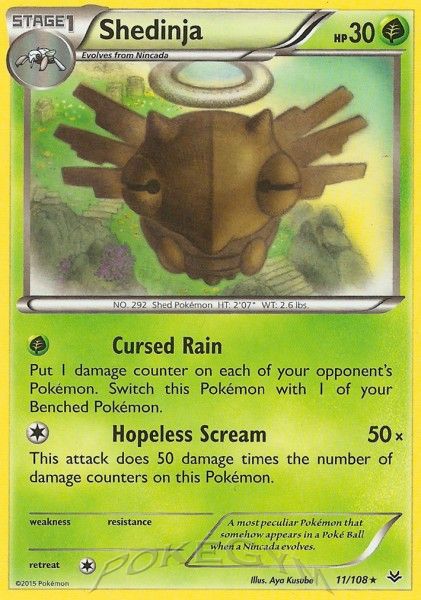 STAGE1
Shedinja
HP 30
Evolves from Nincada
NO. 292 Shed Pokémon HT: 2'07" WT: 2.6 lbs.
Cursed Rain
Put 1 damage counter on each of your opponent's
Pokémon. Switch this Pokémon with 1 of your
Benched Pokémon.
Hopeless Scream 50×
This attack does 50 damage times the number of
damage counters on this Pokémon.
weakness resistance
A most peculiar Pokémon that
somehow appears in a Poké Ball
when a Nincada evolves.
retreat
POKEGYM
©2015 Pokémon
Illus. Aya Kusube
11/108★